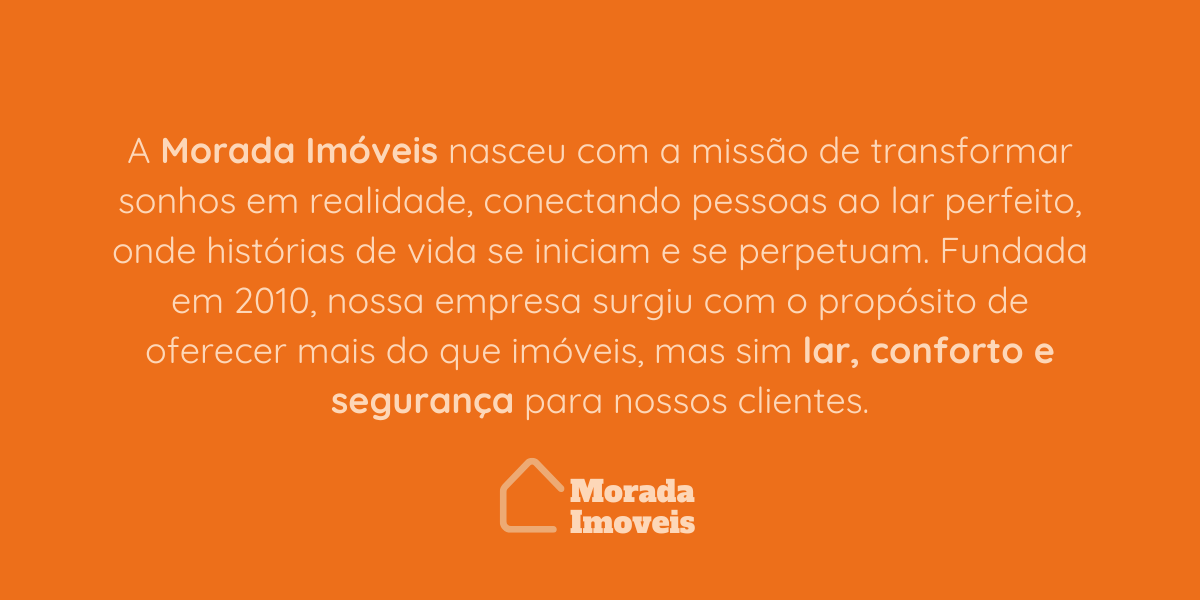 A Morada Imóveis nasceu com a missão de transformar
sonhos em realidade, conectando pessoas ao lar perfeito,
onde histórias de vida se iniciam e se perpetuam. Fundada
em 2010, nossa empresa surgiu com o propósito de
oferecer mais do que imóveis, mas sim lar, conforto e
segurança para nossos clientes.
Morada
Imoveis